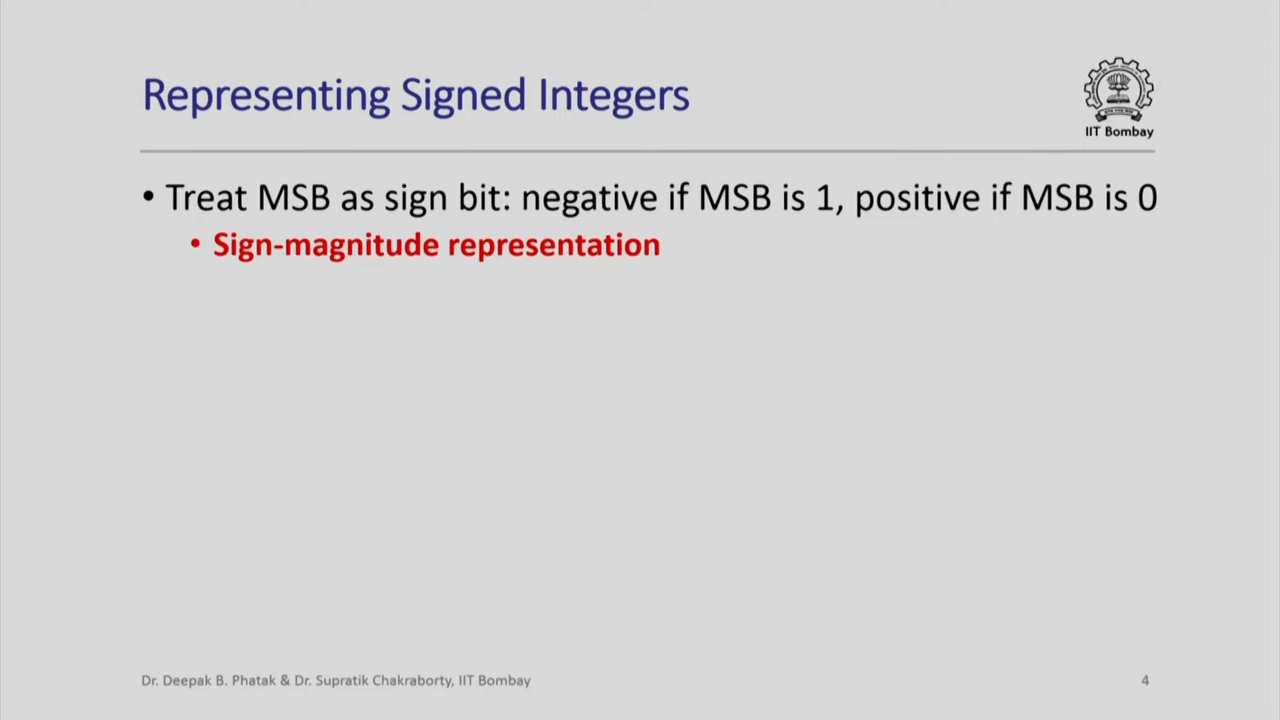 Representing Signed Integers
IIT Bombay
• Treat MSB as sign bit: negative if MSB is 1, positive if MSB is 0
• Sign-magnitude representation
Dr. Deepak B. Phatak & Dr. Supratik Chakraborty, IIT Bombay
4